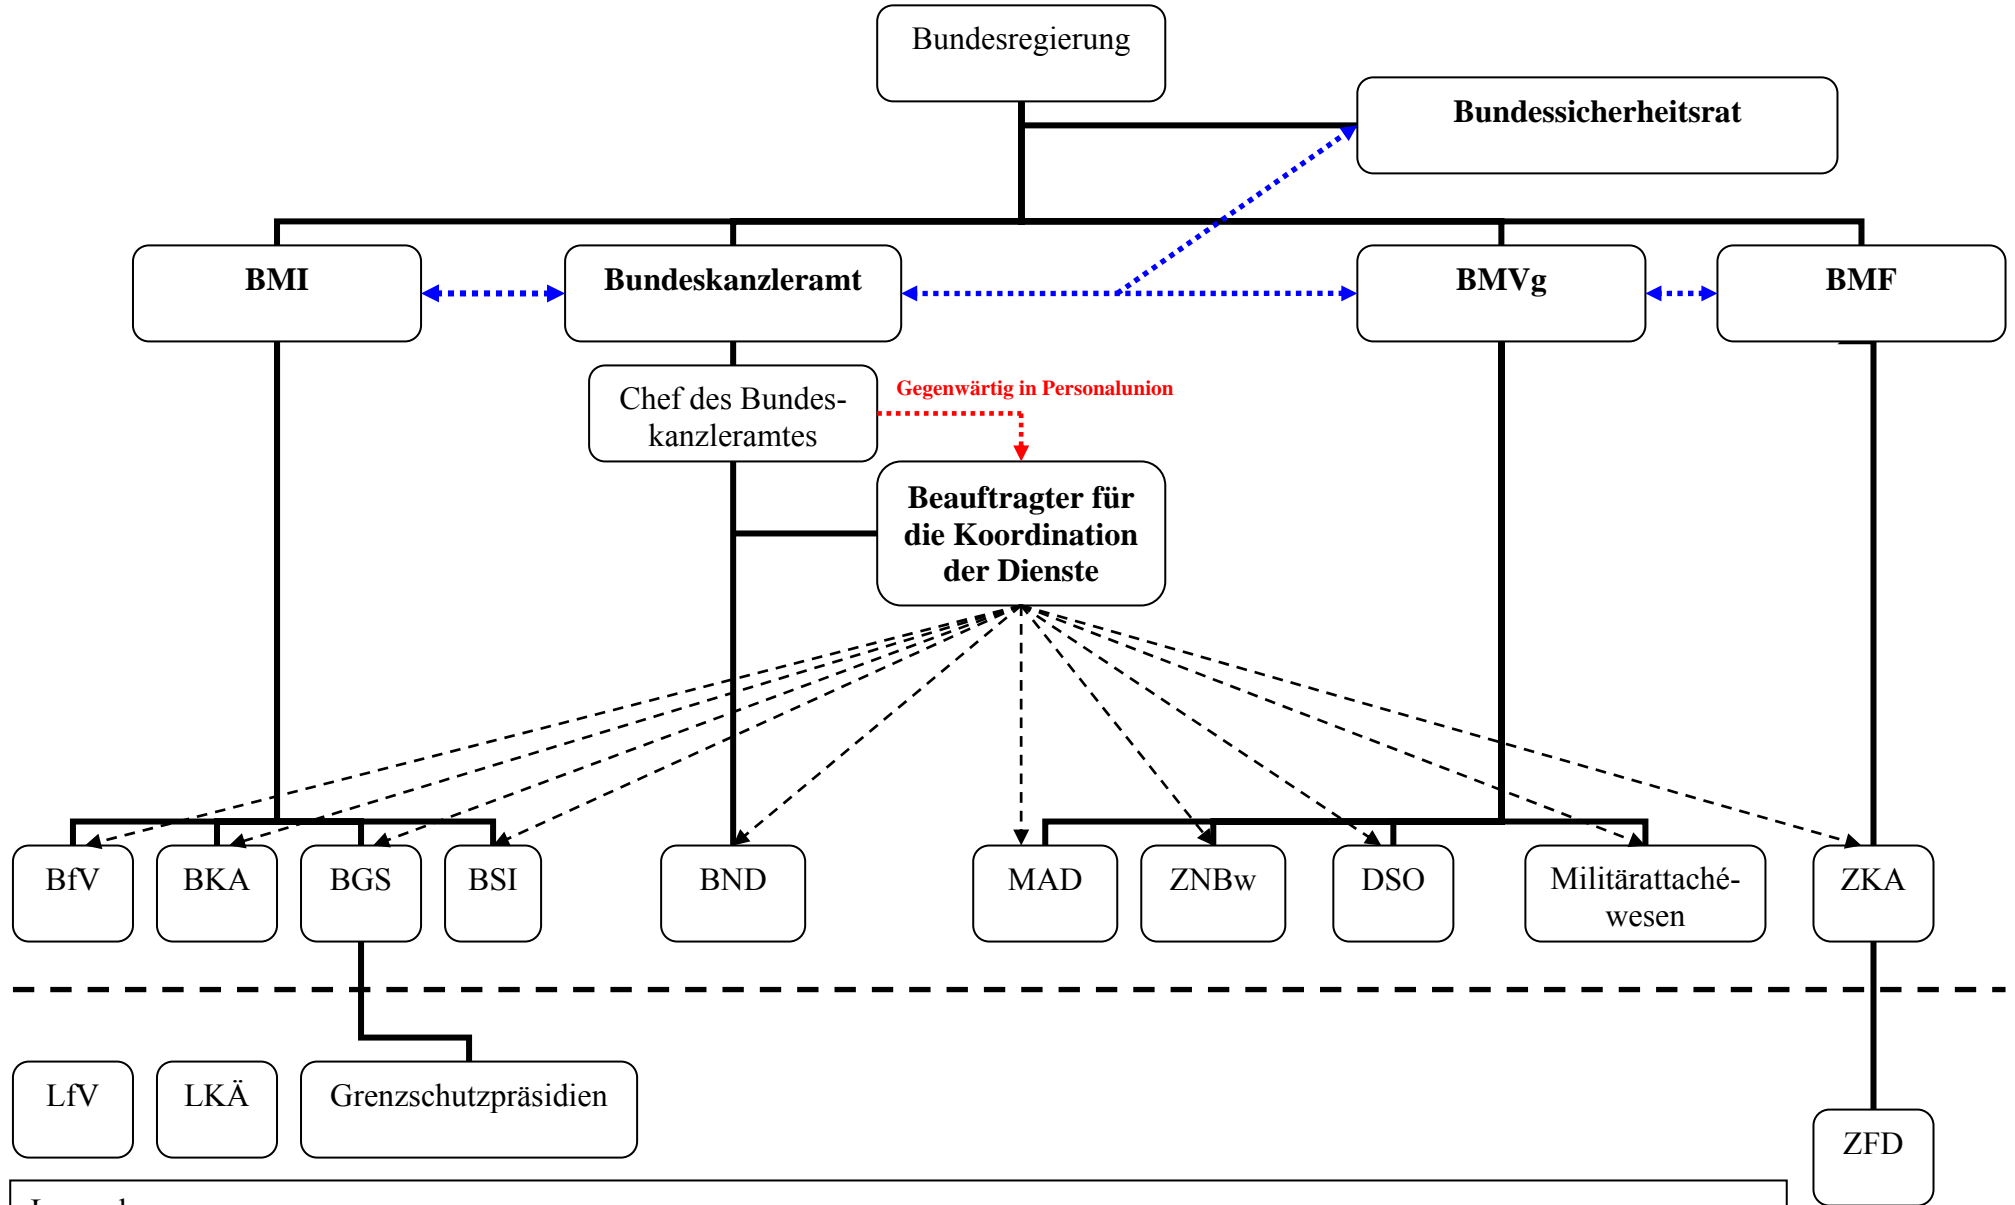 Bundesregierung
Bundessicherheitsrat
BMI
Bundeskanzleramt
BMVg
BMF
Chef des Bundes-
kanzleramtes
Gegenwärtig in Personalunion
Beauftragter für
die Koordination
der Dienste
BfV
BKA
BGS
BSI
BND
MAD
ZNBw
DSO
Militärattaché-
wesen
ZKA
LfV
LKÄ
Grenzschutzpräsidien
ZFD